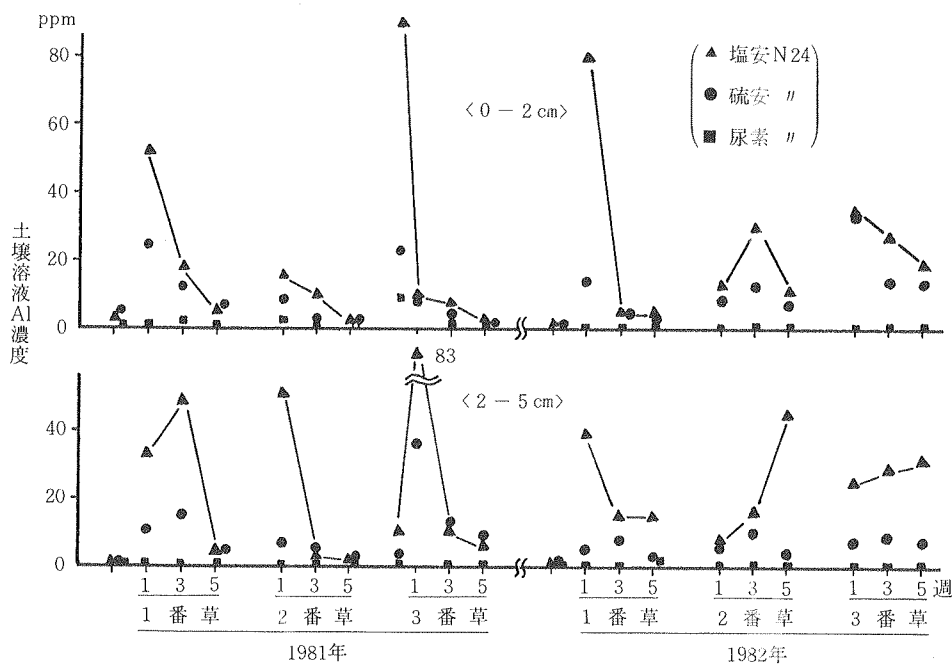 ppm
80
60
40
20
0
▲ 塩安N24
● 硫安 〃
■ 尿素 〃
〈0－2cm〉
土壌溶液Al濃度
83
〈2－5cm〉
40
20
0
1 3 5 1 3 5 1 3 5 1 3 5 1 3 5 1 3 5 週
1番草 2番草 3番草 1番草 2番草 3番草
1981年 1982年